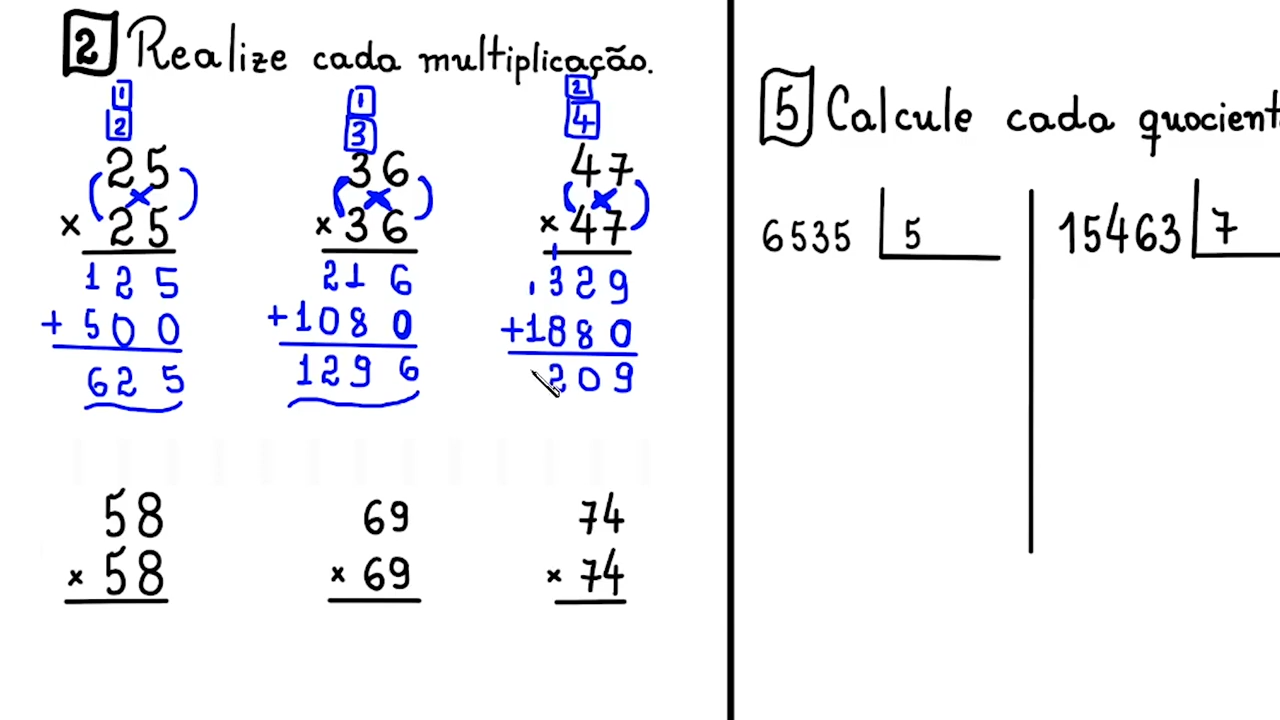 2 Realize cada multiplicação.
1 1 2
2 3 4
25 36 47
× 25 × 36 × 47
125 216 329
+ 500 +1080 +1880
625 1296 209
58 69 74
× 58 × 69 × 74
5 Calcule cada quocient
6535 5 15463 7